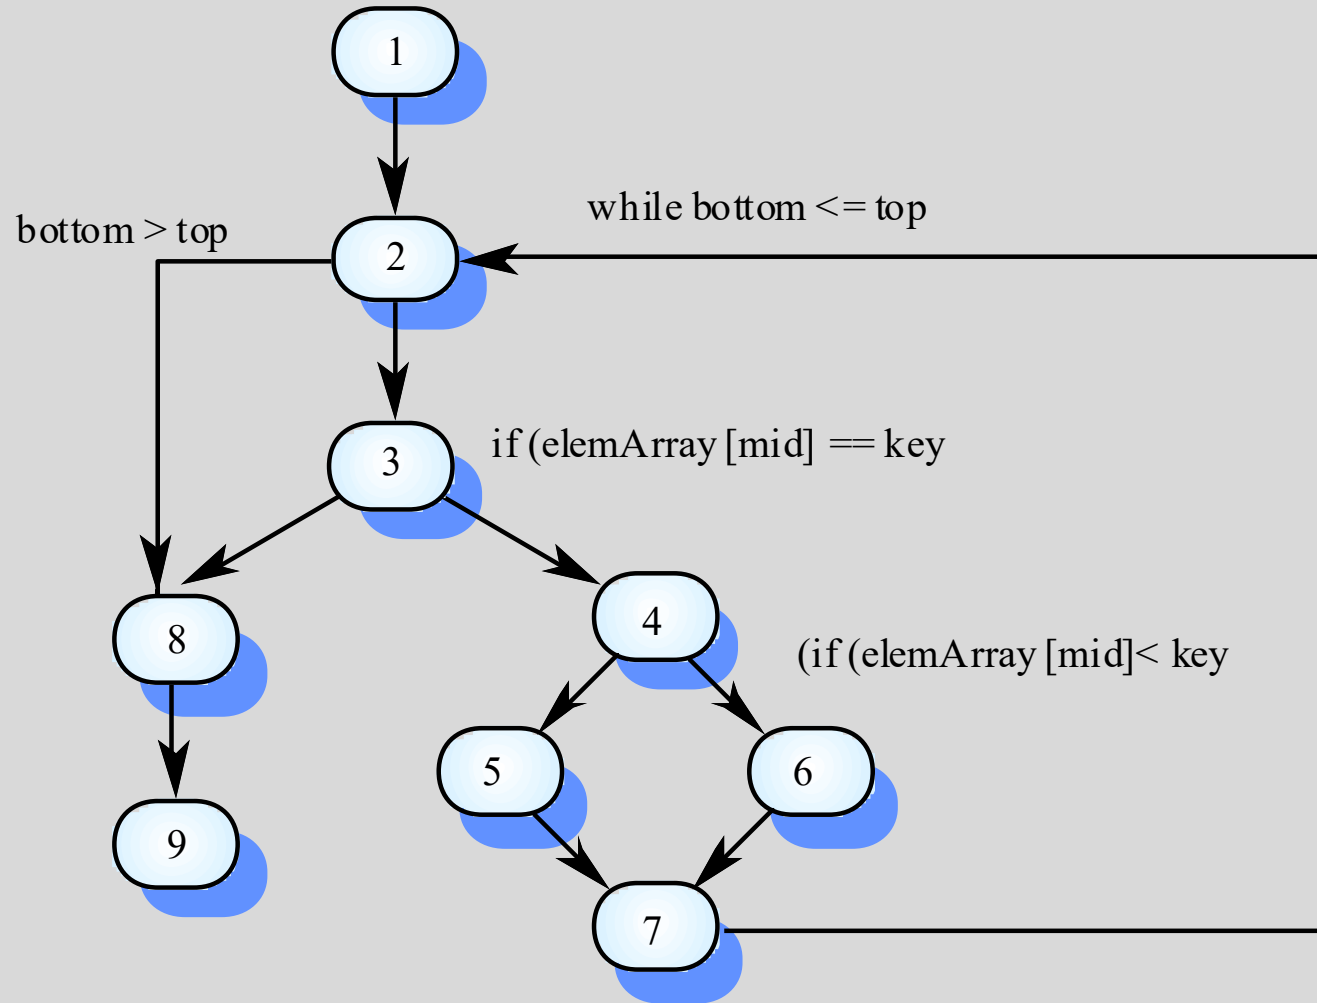 1
while bottom <= top
bottom > top
2
if (elemArray [mid] == key
3
4
8
(if (elemArray [mid]< key
5
6
9
7